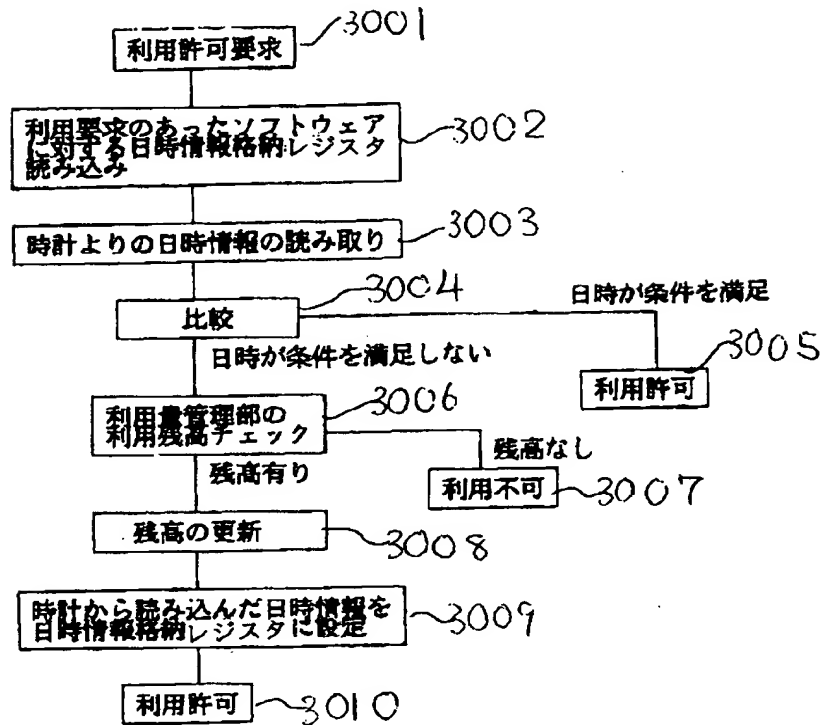 利用許可要求
3001
利用要求のあったソフトウェア
に対する日時情報格納レジスタ
読み込み
3002
時計よりの日時情報の読み取り
3003
比較
3004
日時が条件を満足
日時が条件を満足しない
利用許可
3005
利用量管理部の
利用残高チェック
3006
残高なし
残高有り
利用不可
3007
残高の更新
3008
時計から読み込んだ日時情報を
日時情報格納レジスタに設定
3009
利用許可
3010